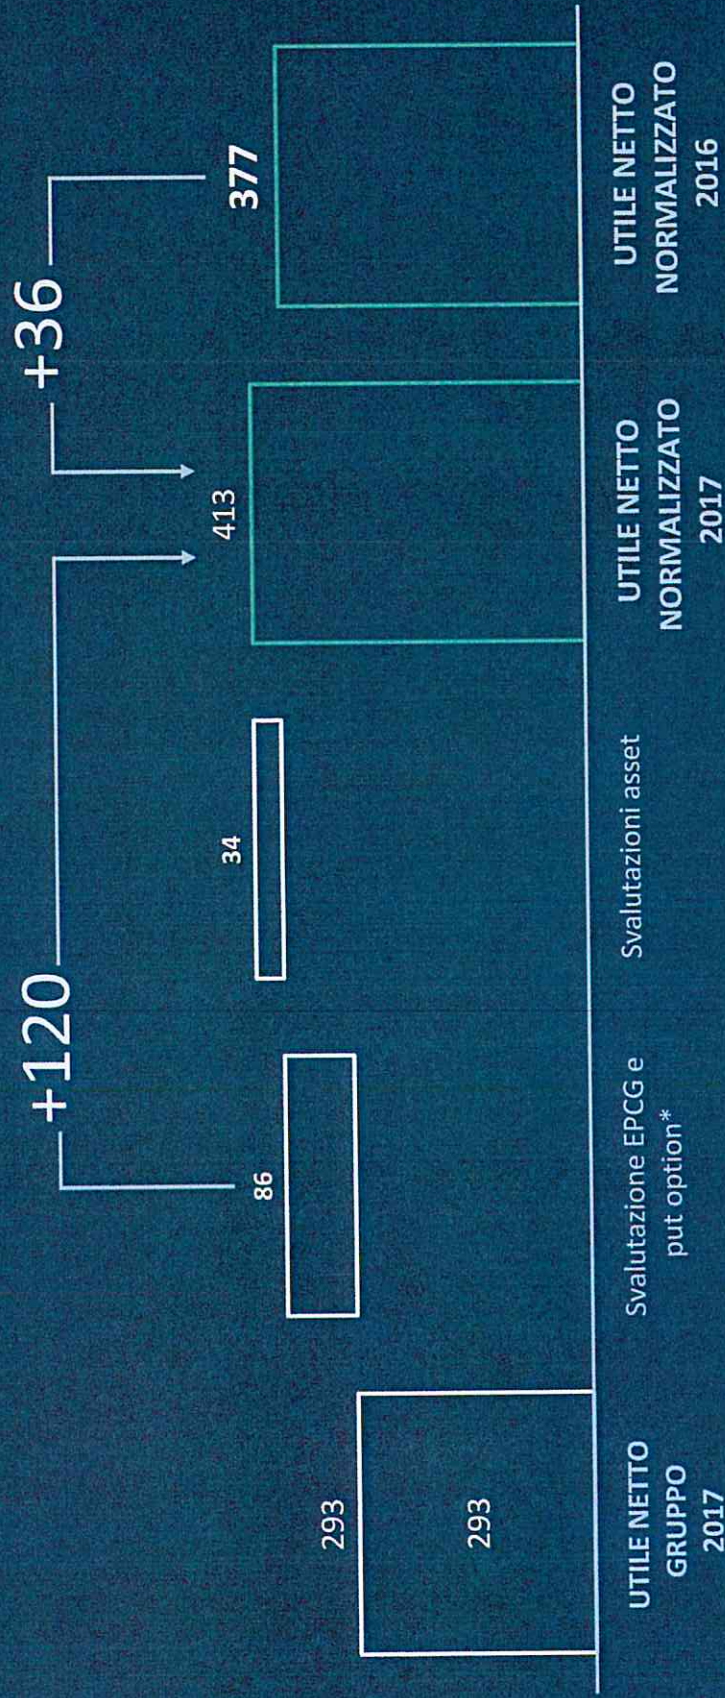 +120
+36
293
293
86
34
413
377
UTILE NETTO
GRUPPO
2017
Svalutazione EPCG e
put option*
Svalutazioni asset
UTILE NETTO
NORMALIZZATO
2017
UTILE NETTO
NORMALIZZATO
2016